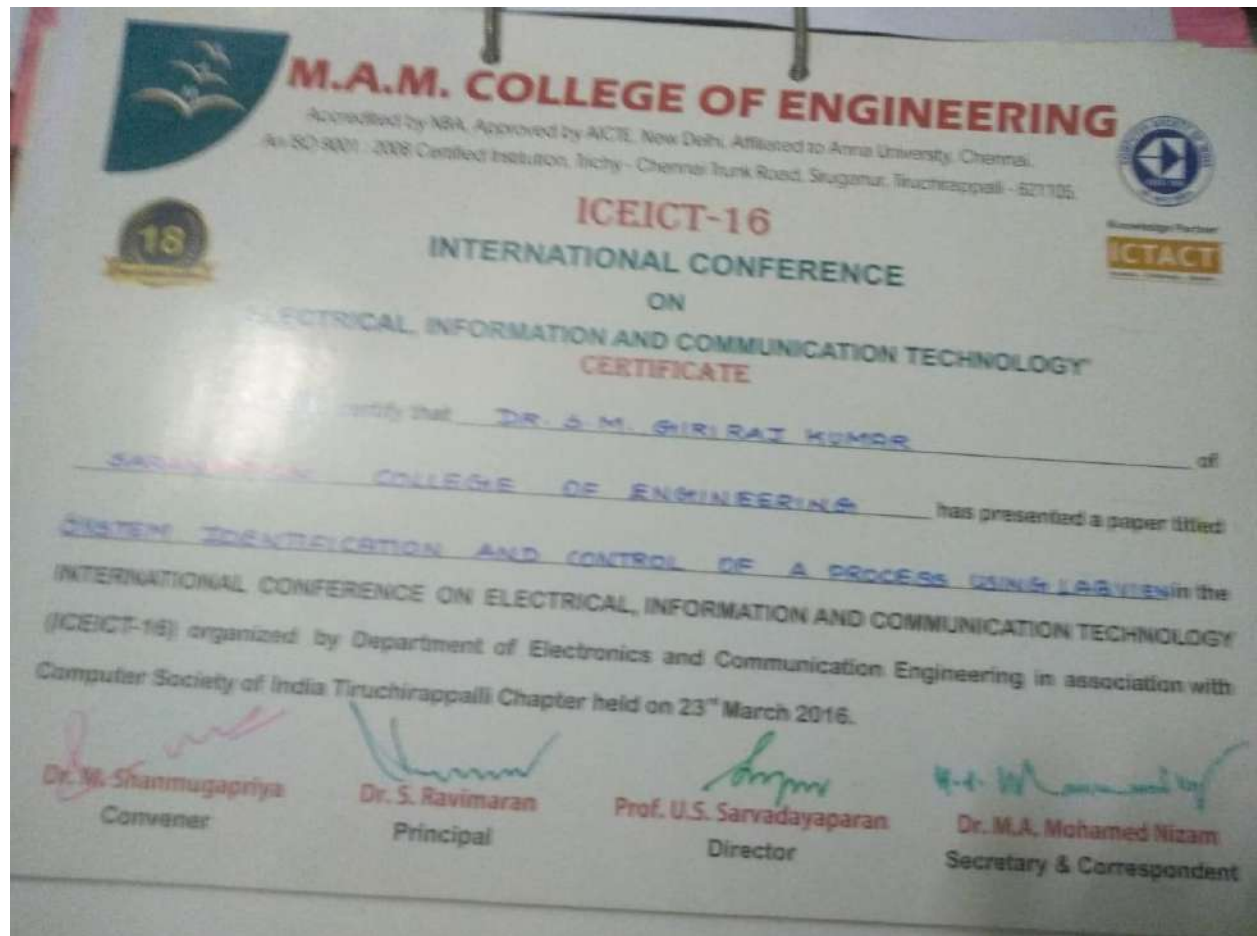 M.A.M. COLLEGE OF ENGINEERING
Accredited by NBA, Approved by AICTE, New Delhi, Affiliated to Anna University, Chennai.
An ISO 9001 : 2008 Certified Institution, Trichy - Chennai Trunk Road, Siruganur, Tiruchirappalli - 621105.
18
Knowledge Partner
ICTACT
ICEICT-16
INTERNATIONAL CONFERENCE
ON
ELECTRICAL, INFORMATION AND COMMUNICATION TECHNOLOGY"
CERTIFICATE
certify that DR. S. M. GIRI RAJ KUMAR of
COLLEGE OF ENGINEERING has presented a paper titled
SYSTEM IDENTIFICATION AND CONTROL OF A PROCESS USING LABVIEW in the
INTERNATIONAL CONFERENCE ON ELECTRICAL, INFORMATION AND COMMUNICATION TECHNOLOGY
(ICEICT-16) organized by Department of Electronics and Communication Engineering in association with
Computer Society of India Tiruchirappalli Chapter held on 23rd March 2016.
Dr. M. Shanmugapriya
Convener
Dr. S. Ravimaran
Principal
Prof. U.S. Sarvadayaparan
Director
Dr. M.A. Mohamed Nizam
Secretary & Correspondent